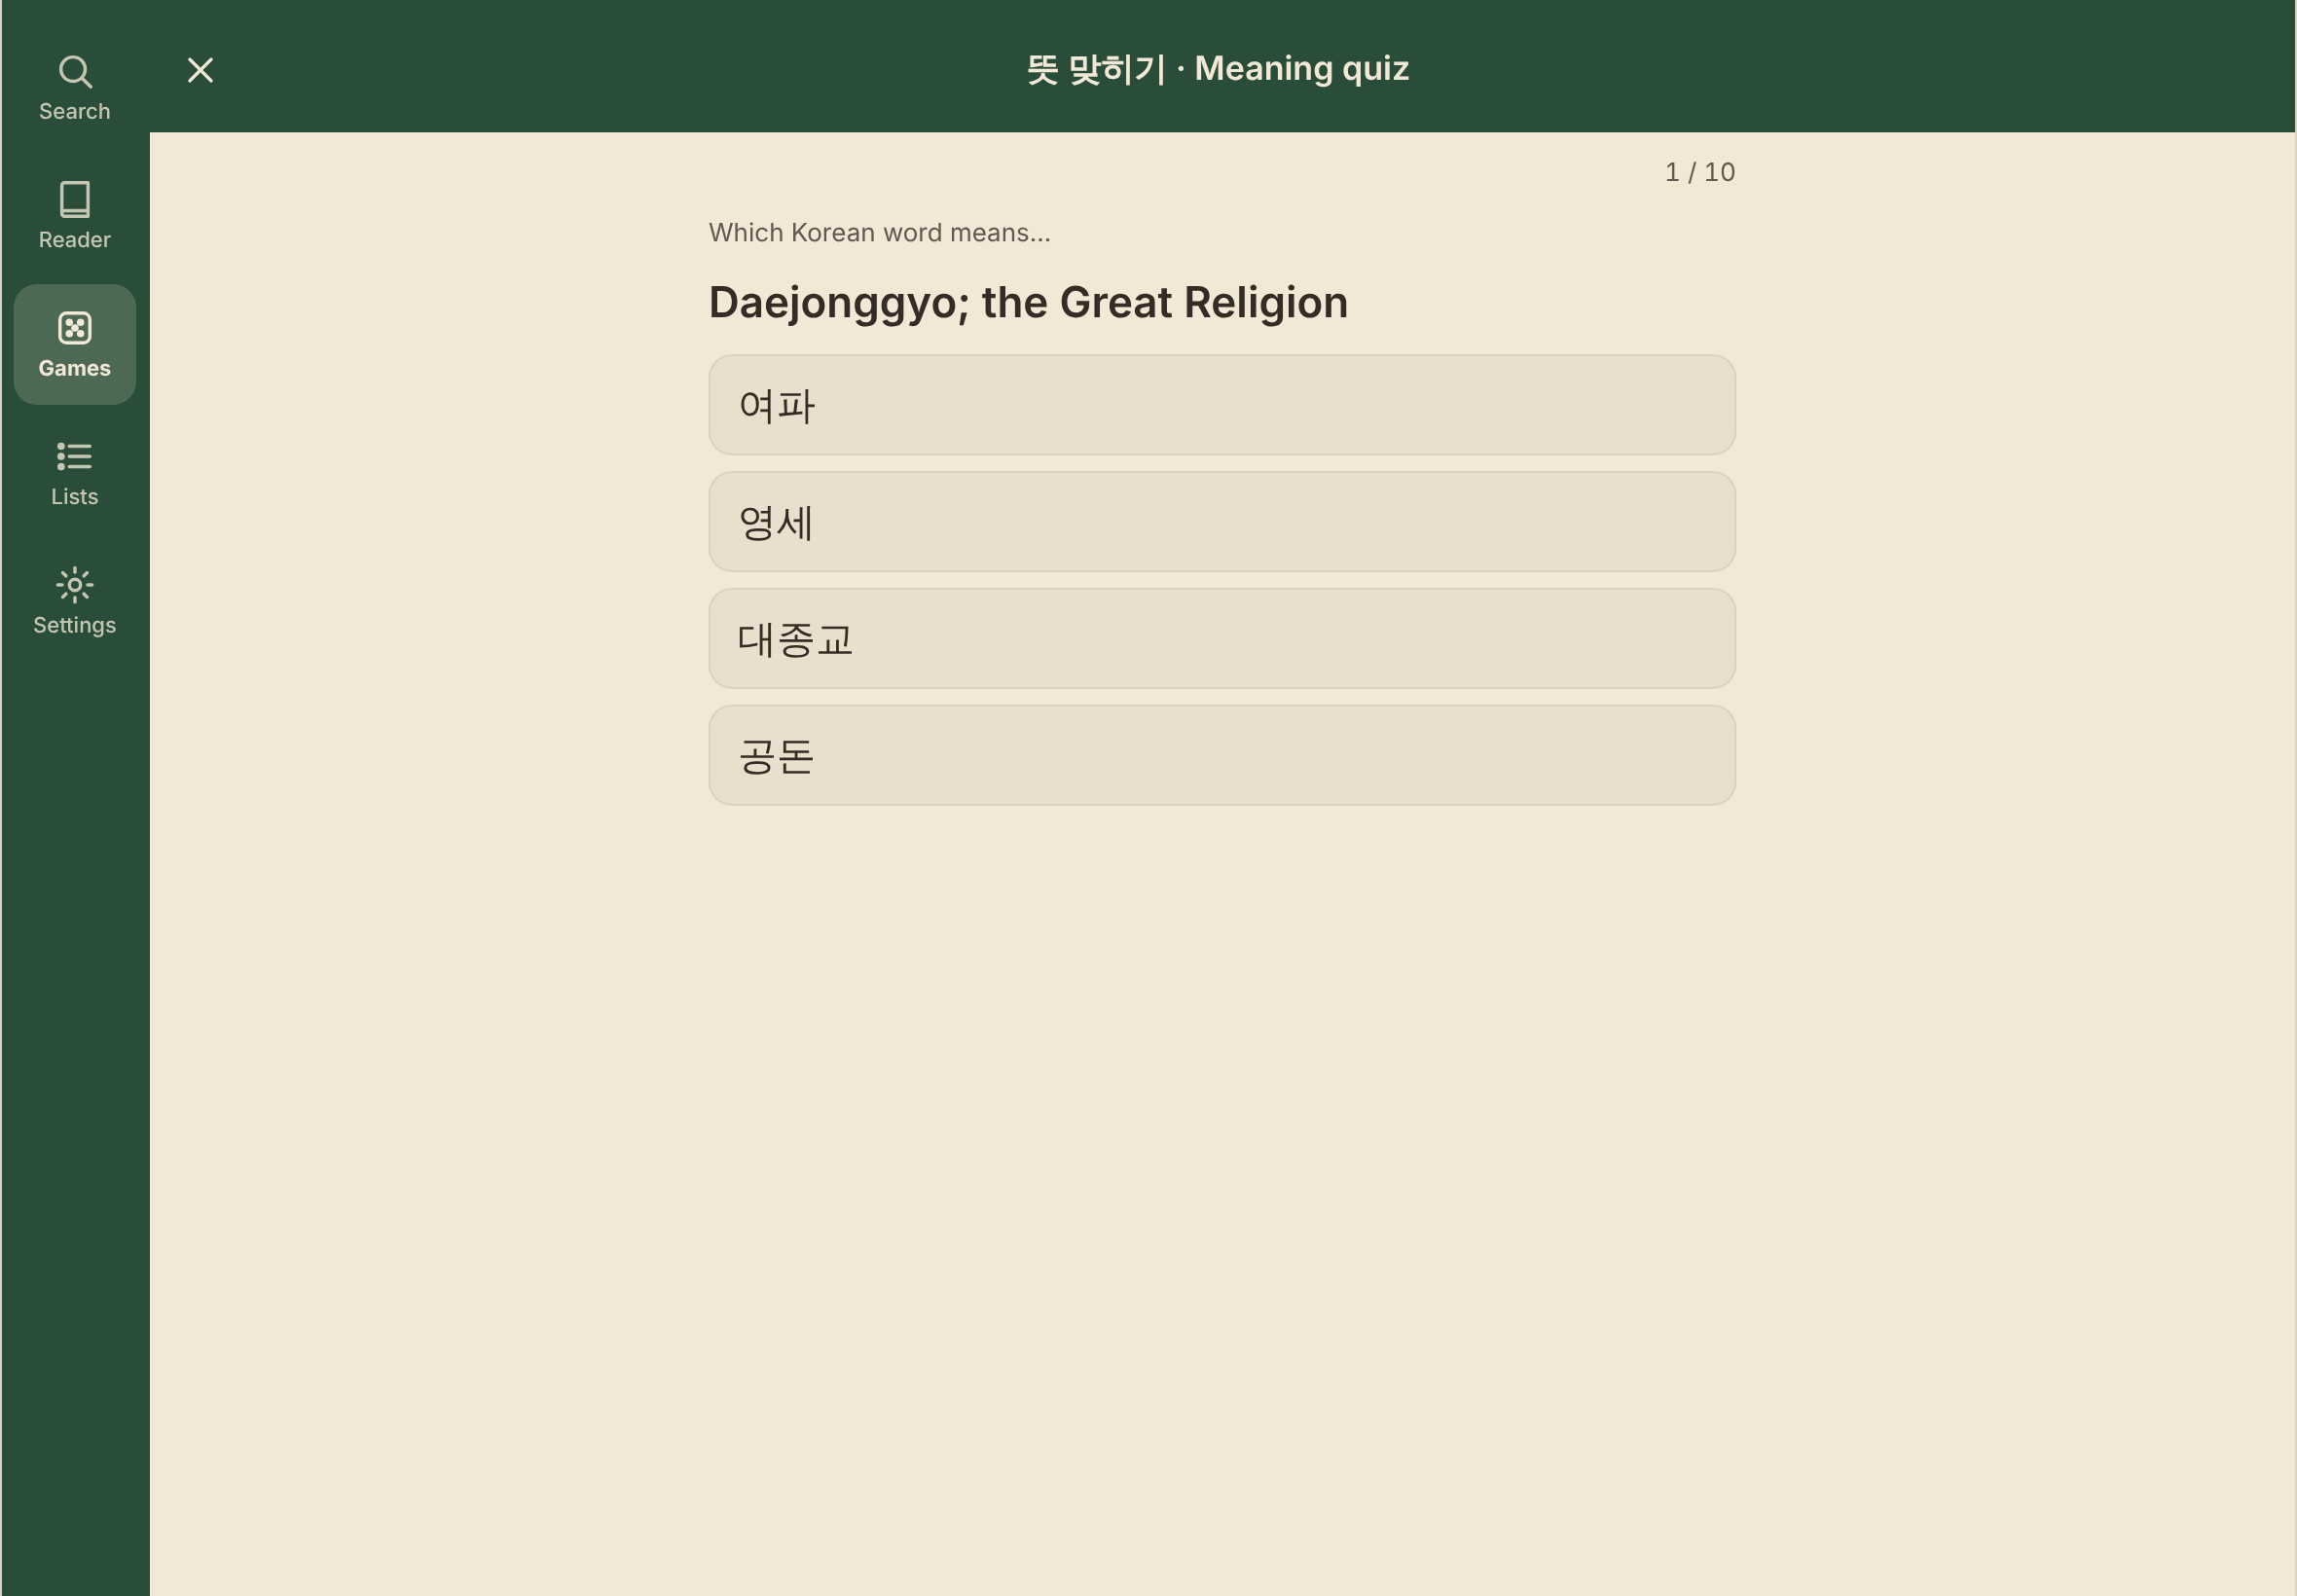 뜻 맞히기 · Meaning quiz
Search
Reader
Games
Lists
Settings
1 / 10
Which Korean word means...
Daejonggyo; the Great Religion
여파
영세
대종교
공돈